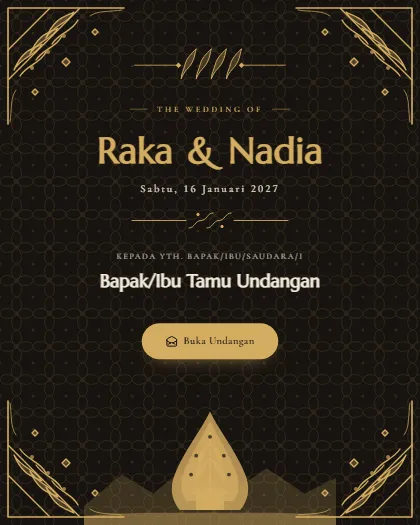 THE WEDDING OF
Raka & Nadia
Sabtu, 16 Januari 2027
KEPADA YTH. BAPAK/IBU/SAUDARA/I
Bapak/Ibu Tamu Undangan
Buka Undangan